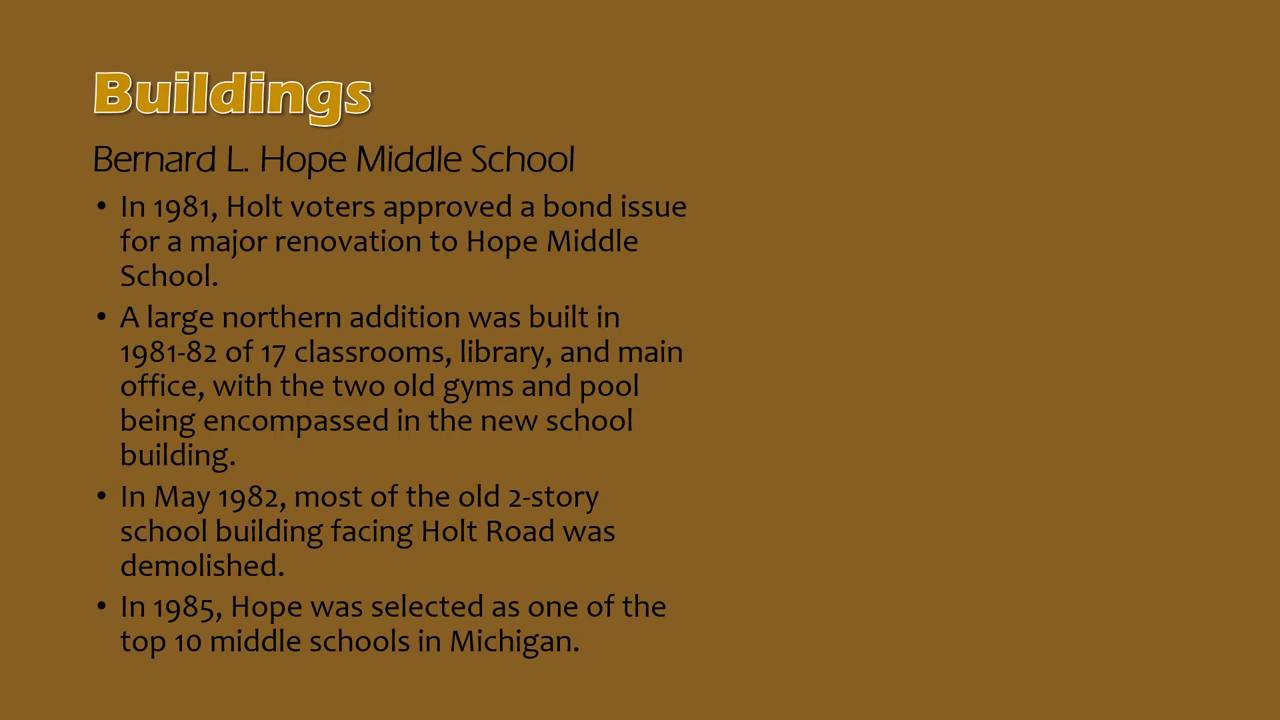 Buildings
Bernard L. Hope Middle School
• In 1981, Holt voters approved a bond issue
for a major renovation to Hope Middle
School.
• A large northern addition was built in
1981-82 of 17 classrooms, library, and main
office, with the two old gyms and pool
being encompassed in the new school
building.
• In May 1982, most of the old 2-story
school building facing Holt Road was
demolished.
• In 1985, Hope was selected as one of the
top 10 middle schools in Michigan.